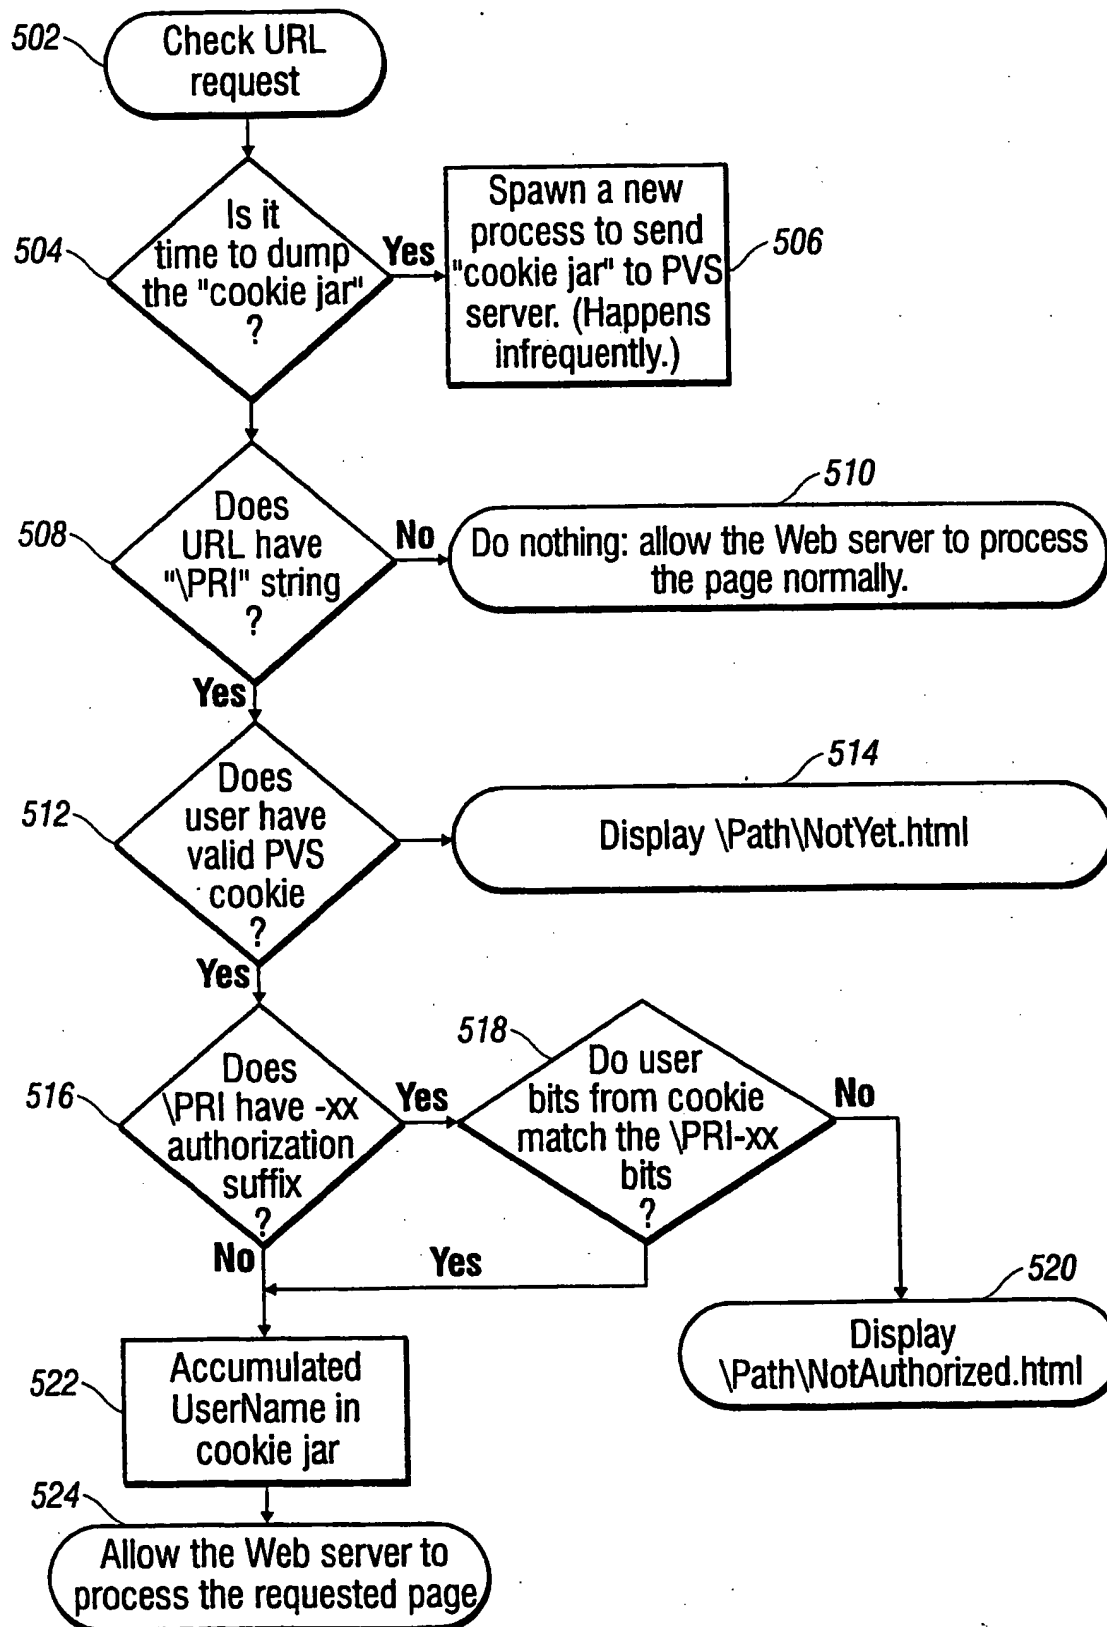 502
Check URL
request
504
Is it
time to dump
the "cookie jar"
?
Yes
Spawn a new
process to send
"cookie jar" to PVS
server. (Happens
infrequently.)
506
508
Does
URL have
"\PRI" string
?
No
510
Do nothing: allow the Web server to process
the page normally.
Yes
512
Does
user have
valid PVS
cookie
?
514
Display \Path\NotYet.html
Yes
516
Does
\PRI have -xx
authorization
suffix
?
Yes
518
Do user
bits from cookie
match the \PRI-xx
bits
?
No
No
Yes
520
Display
\Path\NotAuthorized.html
522
Accumulated
UserName in
cookie jar
524
Allow the Web server to
process the requested page